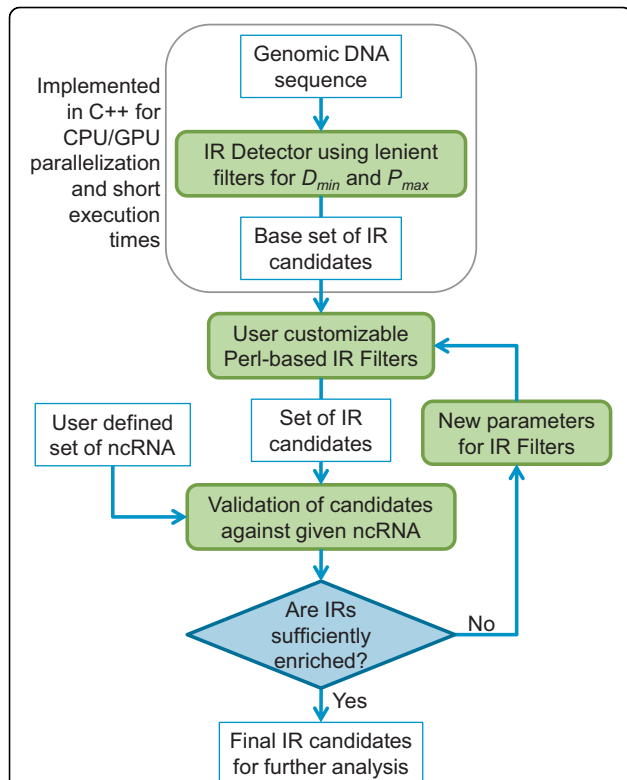 Genomic DNA
sequence
Implemented
in C++ for
CPU/GPU
parallelization
and short
execution
times
IR Detector using lenient
filters for Dmin and Pmax
Base set of IR
candidates
User customizable
Perl-based IR Filters
User defined
set of ncRNA
Set of IR
candidates
New parameters
for IR Filters
Validation of candidates
against given ncRNA
Are IRs
sufficiently
enriched?
No
Yes
Final IR candidates
for further analysis